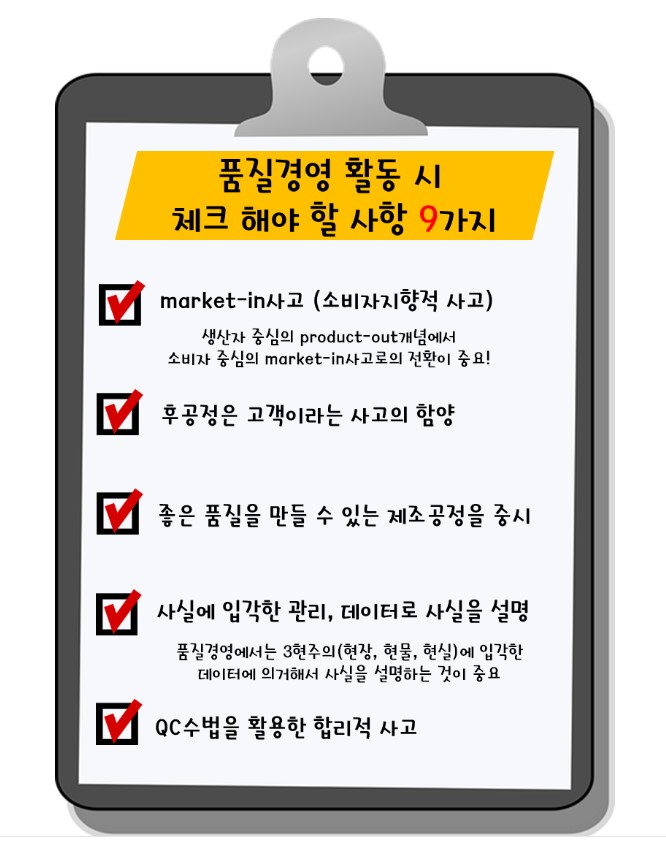 품질경영 활동 시
체크 해야 할 사항 9가지
market-in사고 (소비자지향적 사고)
생산자 중심의 product-out개념에서
소비자 중심의 market-in사고로의 전환이 중요!
후공정은 고객이라는 사고의 함양
좋은 품질을 만들 수 있는 제조공정을 중시
사실에 입각한 관리, 데이터로 사실을 설명
품질경영에서는 3현주의(현장, 현물, 현실)에 입각한
데이터에 의거해서 사실을 설명하는 것이 중요
QC수법을 활용한 합리적 사고